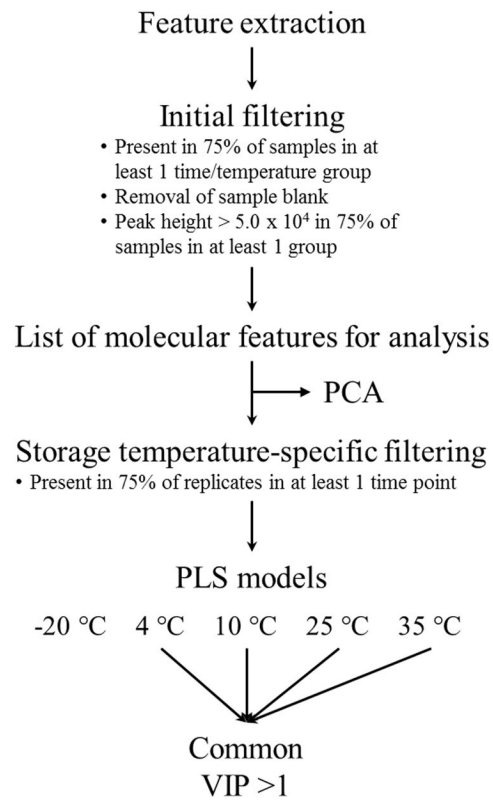 Feature extraction
Initial filtering
• Present in 75% of samples in at
least 1 time/temperature group
• Removal of sample blank
• Peak height > 5.0 x 10⁴ in 75% of
samples in at least 1 group
List of molecular features for analysis
PCA
Storage temperature-specific filtering
• Present in 75% of replicates in at least 1 time point
PLS models
-20 °C 4 °C 10 °C 25 °C 35 °C
Common
VIP >1